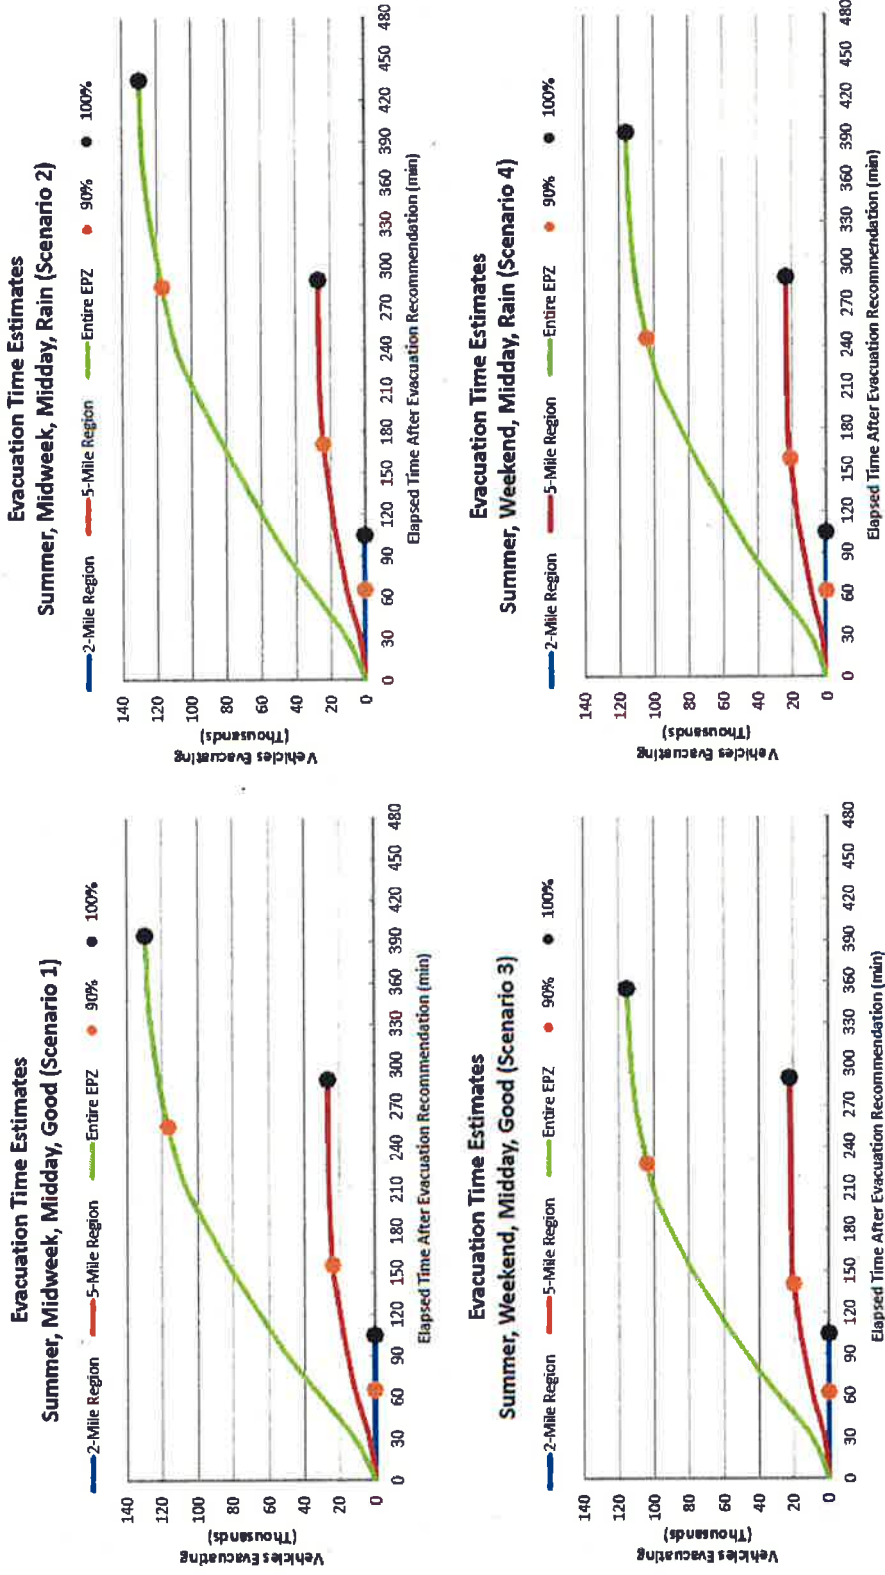 Evacuation Time Estimates
Summer, Midweek, Midday, Good (Scenario 1)
2-Mile Region 5-Mile Region Entire EPZ 90% 100%
140
120
100
80
60
40
20
0
Vehicles Evacuating
(Thousands)
0 30 60 90 120 150 180 210 240 270 300 330 360 390 420 450 480
Elapsed Time After Evacuation Recommendation (min)
Evacuation Time Estimates
Summer, Midweek, Midday, Rain (Scenario 2)
2-Mile Region 5-Mile Region Entire EPZ 90% 100%
140
120
100
80
60
40
20
0
Vehicles Evacuating
(Thousands)
0 30 60 90 120 150 180 210 240 270 300 330 360 390 420 450 480
Elapsed Time After Evacuation Recommendation (min)
Evacuation Time Estimates
Summer, Weekend, Midday, Good (Scenario 3)
2-Mile Region 5-Mile Region Entire EPZ 90% 100%
140
120
100
80
60
40
20
0
Vehicles Evacuating
(Thousands)
0 30 60 90 120 150 180 210 240 270 300 330 360 390 420 450 480
Elapsed Time After Evacuation Recommendation (min)
Evacuation Time Estimates
Summer, Weekend, Midday, Rain (Scenario 4)
2-Mile Region 5-Mile Region Entire EPZ 90% 100%
140
120
100
80
60
40
20
0
Vehicles Evacuating
(Thousands)
0 30 60 90 120 150 180 210 240 270 300 330 360 390 420 450 480
Elapsed Time After Evacuation Recommendation (min)